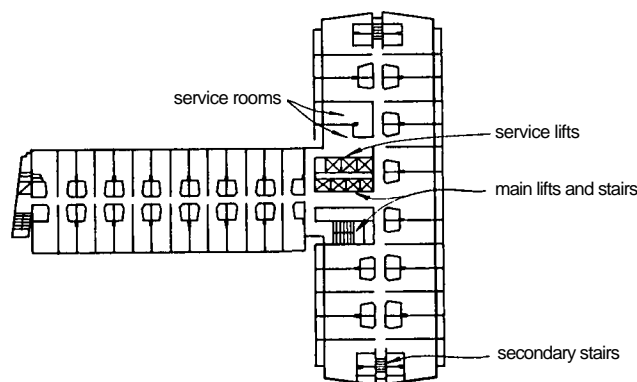 service rooms
service lifts
main lifts and stairs
secondary stairs